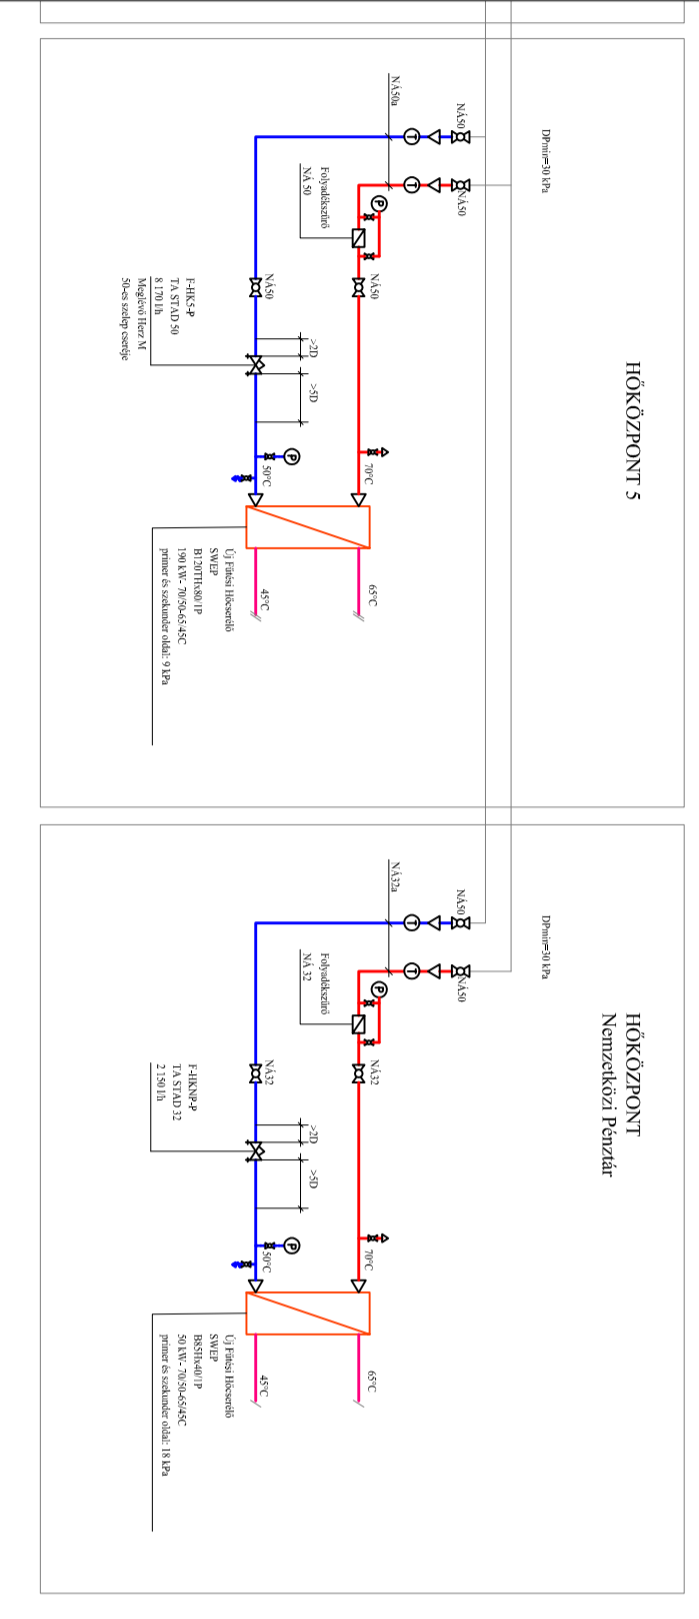 HŐKÖZPONT 5
DPmin=30 kPa
NÁ50
NÁ50
T
T
NÁ50a
P
Folyadékszűrő
NÁ 50
NÁ50
NÁ50
F-HK5-P
TA STAD 50
8 170 l/h
Meglévő Herz M
50-es szelep cseréje
>2D
>5D
P
50°C
70°C
45°C
65°C
Új Fűtési Hőcserélő
SWEP
B120THx80/1P
190 kW- 70/50-65/45C
primer és szekunder oldal: 9 kPa
HŐKÖZPONT
Nemzetközi Pénztár
DPmin=30 kPa
NÁ50
NÁ50
T
T
NÁ32a
P
Folyadékszűrő
NÁ 32
NÁ32
NÁ32
F-HKNP-P
TA STAD 32
2 150 l/h
>2D
>5D
P
50°C
70°C
45°C
65°C
Új Fűtési Hőcserélő
SWEP
B85Hx40/1P
50 kW- 70/50-65/45C
primer és szekunder oldal: 18 kPa